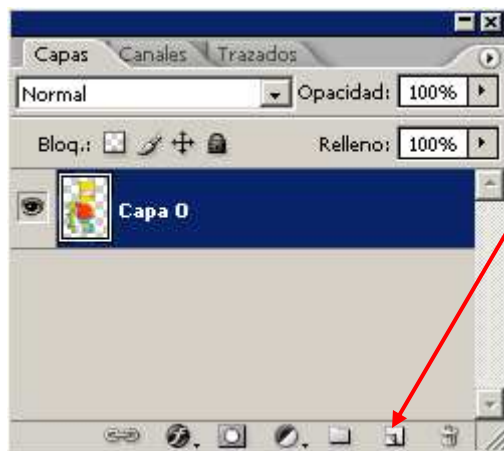 Capas Canales Trazados
Normal Opacidad: 100%
Bloq.: Relleno: 100%
Capa 0